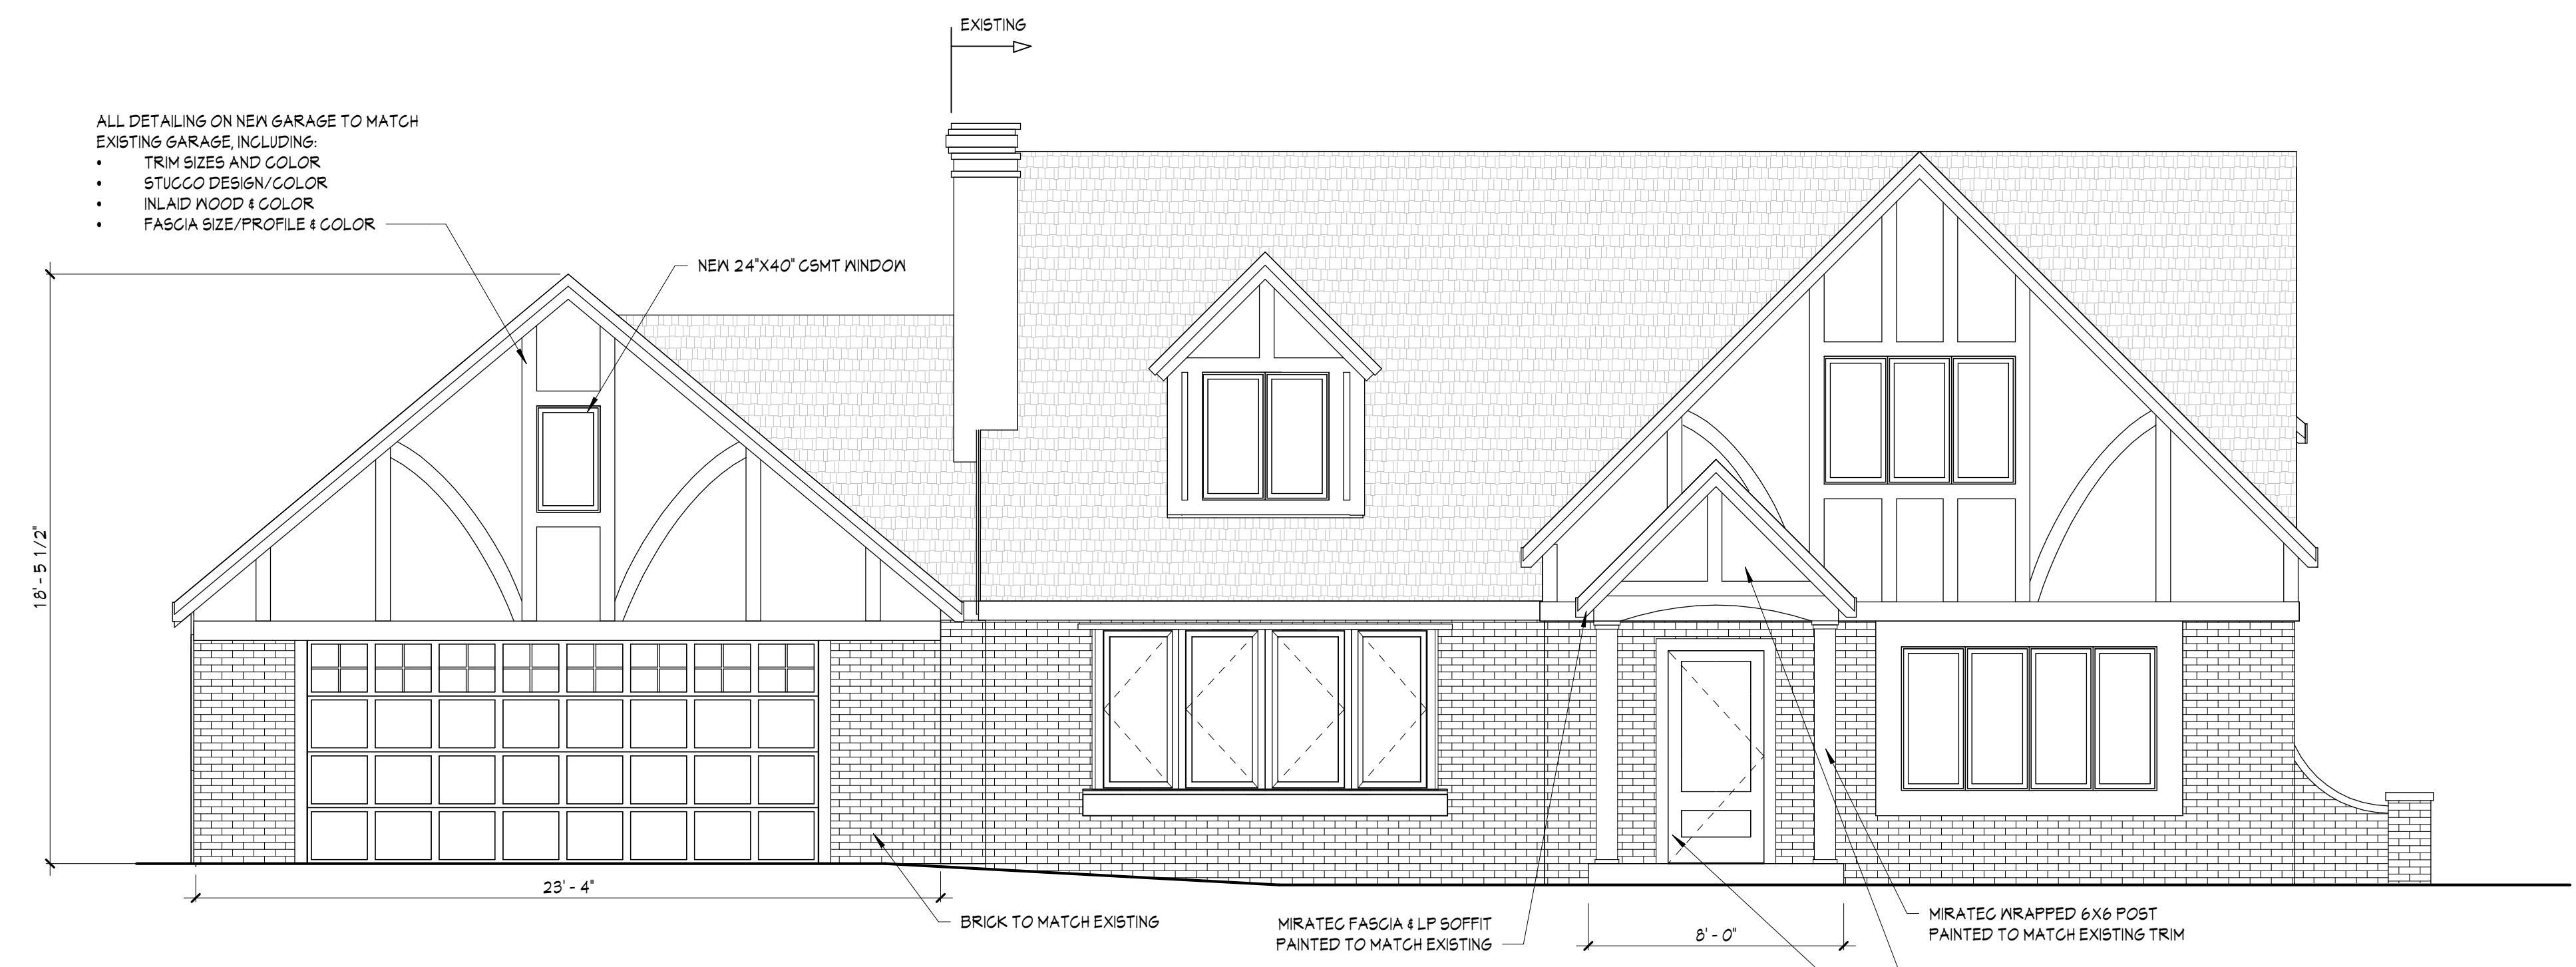 EXISTING
ALL DETAILING ON NEW GARAGE TO MATCH
EXISTING GARAGE, INCLUDING:
• TRIM SIZES AND COLOR
• STUCCO DESIGN/COLOR
• INLAID WOOD & COLOR
• FASCIA SIZE/PROFILE & COLOR
NEW 24"X40" CSMT WINDOW
18' - 5 1/2"
23' - 4"
BRICK TO MATCH EXISTING
MIRATEC FASCIA & LP SOFFIT
PAINTED TO MATCH EXISTING
8' - 0"
MIRATEC WRAPPED 6X6 POST
PAINTED TO MATCH EXISTING TRIM